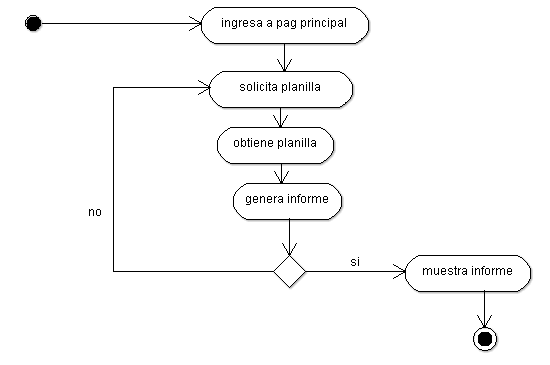 ingresa a pag principal
solicita planilla
obtiene planilla
genera informe
no
si
muestra informe